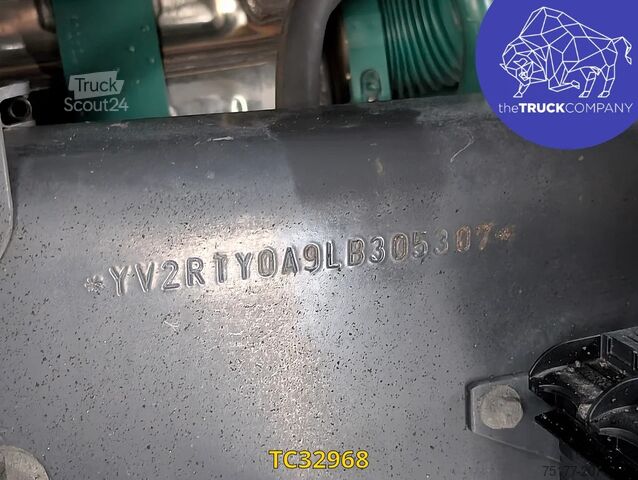 Truck
Scout24
theTRUCKCOMPANY
*YV2RTY0A9LB305307*
TC32968